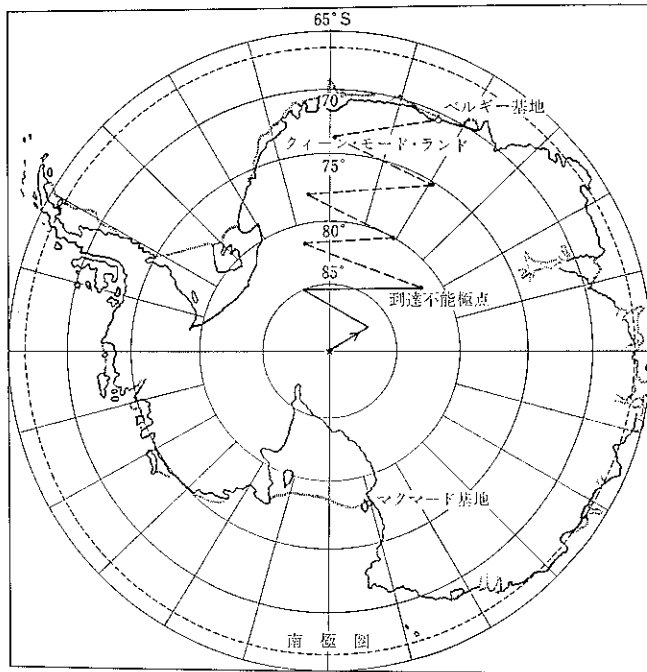 65°S
ベルギー基地
70
クィーン・モード・ランド
75°
80°
85°
到達不能極点
マクマード基地
南極圏